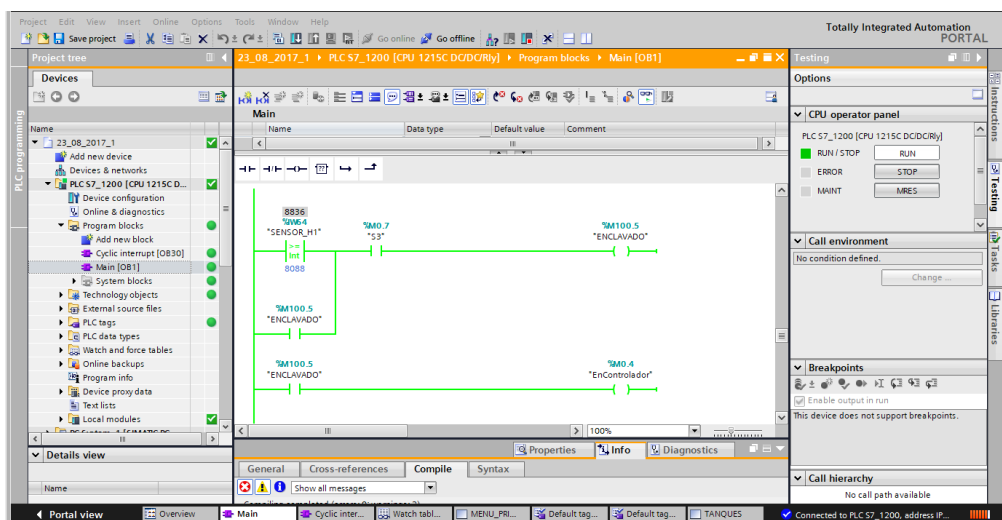 Project Edit View Insert Online Options Tools Window Help
Totally Integrated Automation
PORTAL
Save project
Go online
Go offline
Project tree
23_08_2017_1 PLC S7_1200 [CPU 1215C DC/DC/Rly] Program blocks Main [OB1]
Testing
Devices
Options
Main
Name Data type Default value Comment
CPU operator panel
PLC S7_1200 [CPU 1215C DC/DC/Rly]
RUN / STOP RUN
ERROR STOP
MAINT MRES
Name
23_08_2017_1
Add new device
Devices & networks
PLC S7_1200 [CPU 1215C D...
Device configuration
Online & diagnostics
Program blocks
Add new block
Cyclic interrupt [OB30]
Main [OB1]
System blocks
Technology objects
External source files
PLC tags
PLC data types
Watch and force tables
Online backups
Program info
Device proxy data
Text lists
Local modules
8836
%IW64
"SENSOR_H1"
>=
Int
8088
%M0.7
"S3"
%M100.5
"ENCLAVADO"
%M100.5
"ENCLAVADO"
%M100.5
"ENCLAVADO"
%M0.4
"EnControlador"
100%
Call environment
No condition defined.
Change...
Breakpoints
Enable output in run
This device does not support breakpoints.
Call hierarchy
No call path available
PLC programming
Instructions
Testing
Tasks
Libraries
Details view
Name
Properties Info Diagnostics
General Cross-references Compile Syntax
Show all messages
Portal view Overview Main Cyclic inter... Watch tabl... MENU_PRI... Default tag... Default tag... TANQUES Connected to PLC S7_1200, address IP...